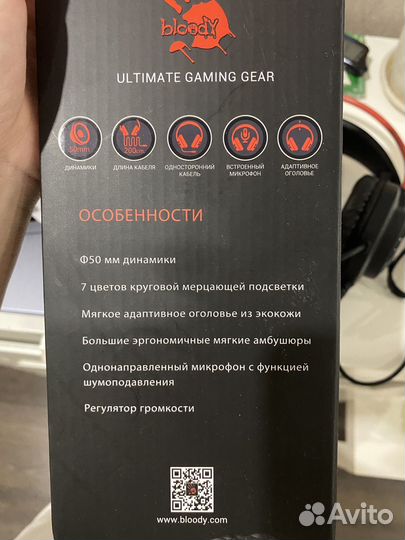 bloody
ULTIMATE GAMING GEAR
50mm
200cm
ДИНАМИКИ
ДЛИНА КАБЕЛЯ
ОДНОСТОРОННИЙ
КАБЕЛЬ
ВСТРОЕННЫЙ
МИКРОФОН
АДАПТИВНОЕ
ОГОЛОВЬЕ
ОСОБЕННОСТИ
Φ50 мм динамики
7 цветов круговой мерцающей подсветки
Мягкое адаптивное оголовье из экокожи
Большие эргономичные мягкие амбушюры
Однонаправленный микрофон с функцией
шумоподавления
Регулятор громкости
www.bloody.com
Avito